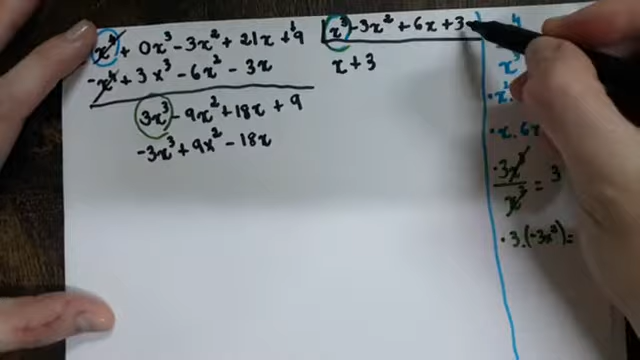 x⁴ + 0x³ - 3x² + 21x + 9 | x³ - 3x² + 6x + 3
-x⁴ + 3x³ - 6x² - 3x
x + 3
3x³ - 9x² + 18x + 9
-3x³ + 9x² - 18x
· x . 6x
· 3x³ / x³ = 3
· 3.(-3x²) =